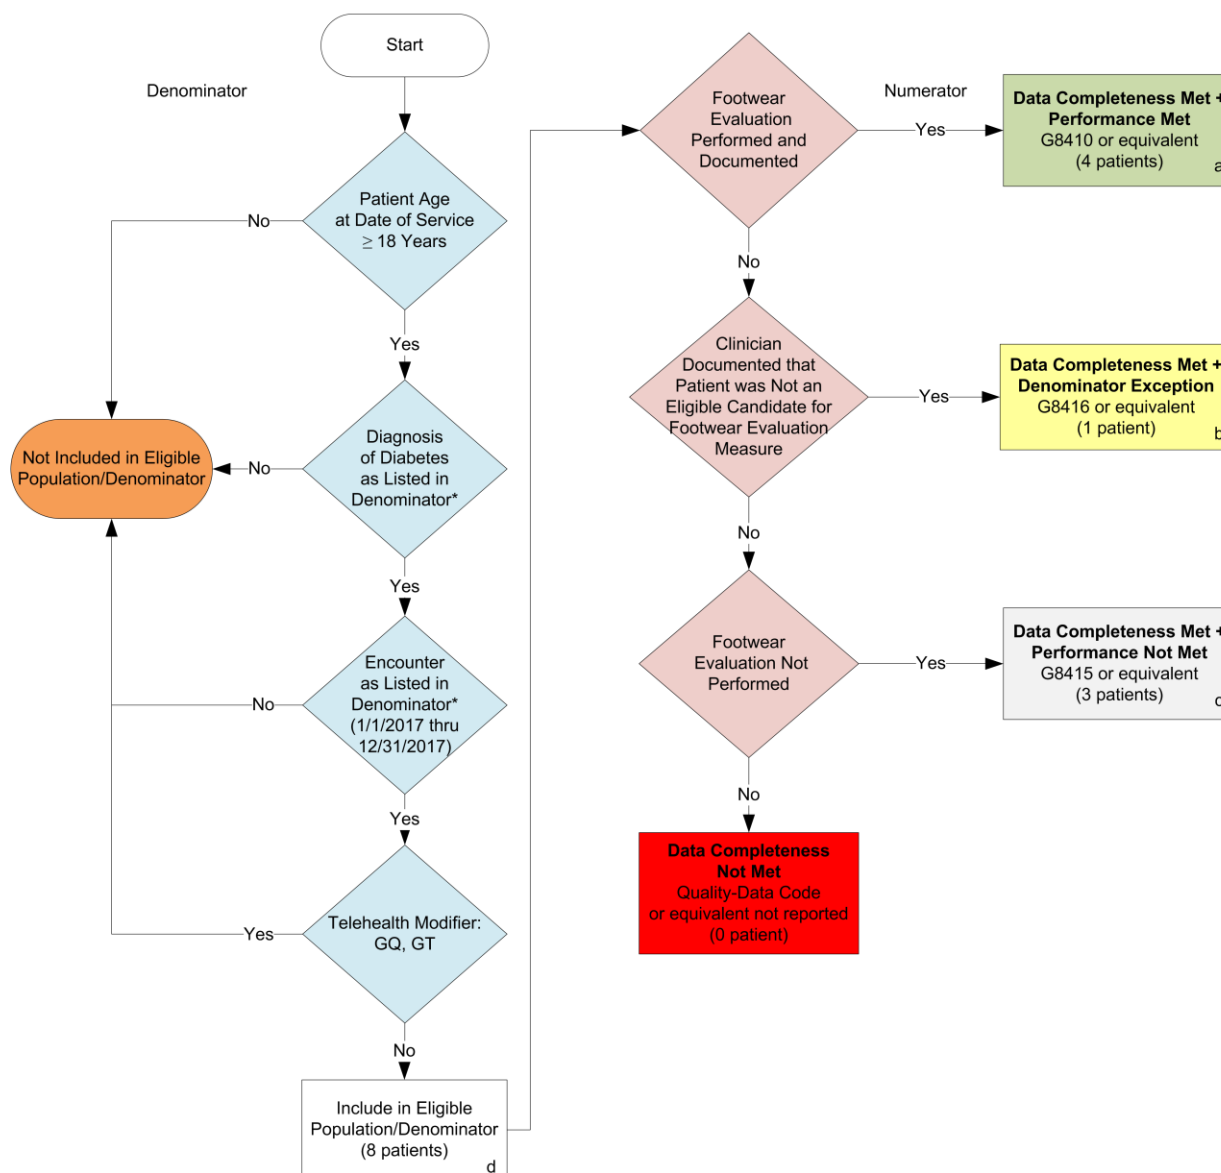 Start
Denominator
Patient Age
at Date of Service
≥ 18 Years
No
Yes
Diagnosis
of Diabetes
as Listed in
Denominator*
No
Not Included in Eligible
Population/Denominator
Yes
Encounter
as Listed in
Denominator*
(1/1/2017 thru
12/31/2017)
No
Yes
Telehealth Modifier:
GQ, GT
Yes
No
Include in Eligible
Population/Denominator
(8 patients)
d
Numerator
Footwear
Evaluation
Performed and
Documented
Yes
Data Completeness Met +
Performance Met
G8410 or equivalent
(4 patients)
a
No
Clinician
Documented that
Patient was Not an
Eligible Candidate for
Footwear Evaluation
Measure
Yes
Data Completeness Met +
Denominator Exception
G8416 or equivalent
(1 patient)
b
No
Footwear
Evaluation Not
Performed
Yes
Data Completeness Met +
Performance Not Met
G8415 or equivalent
(3 patients)
c
No
Data Completeness
Not Met
Quality-Data Code
or equivalent not reported
(0 patient)